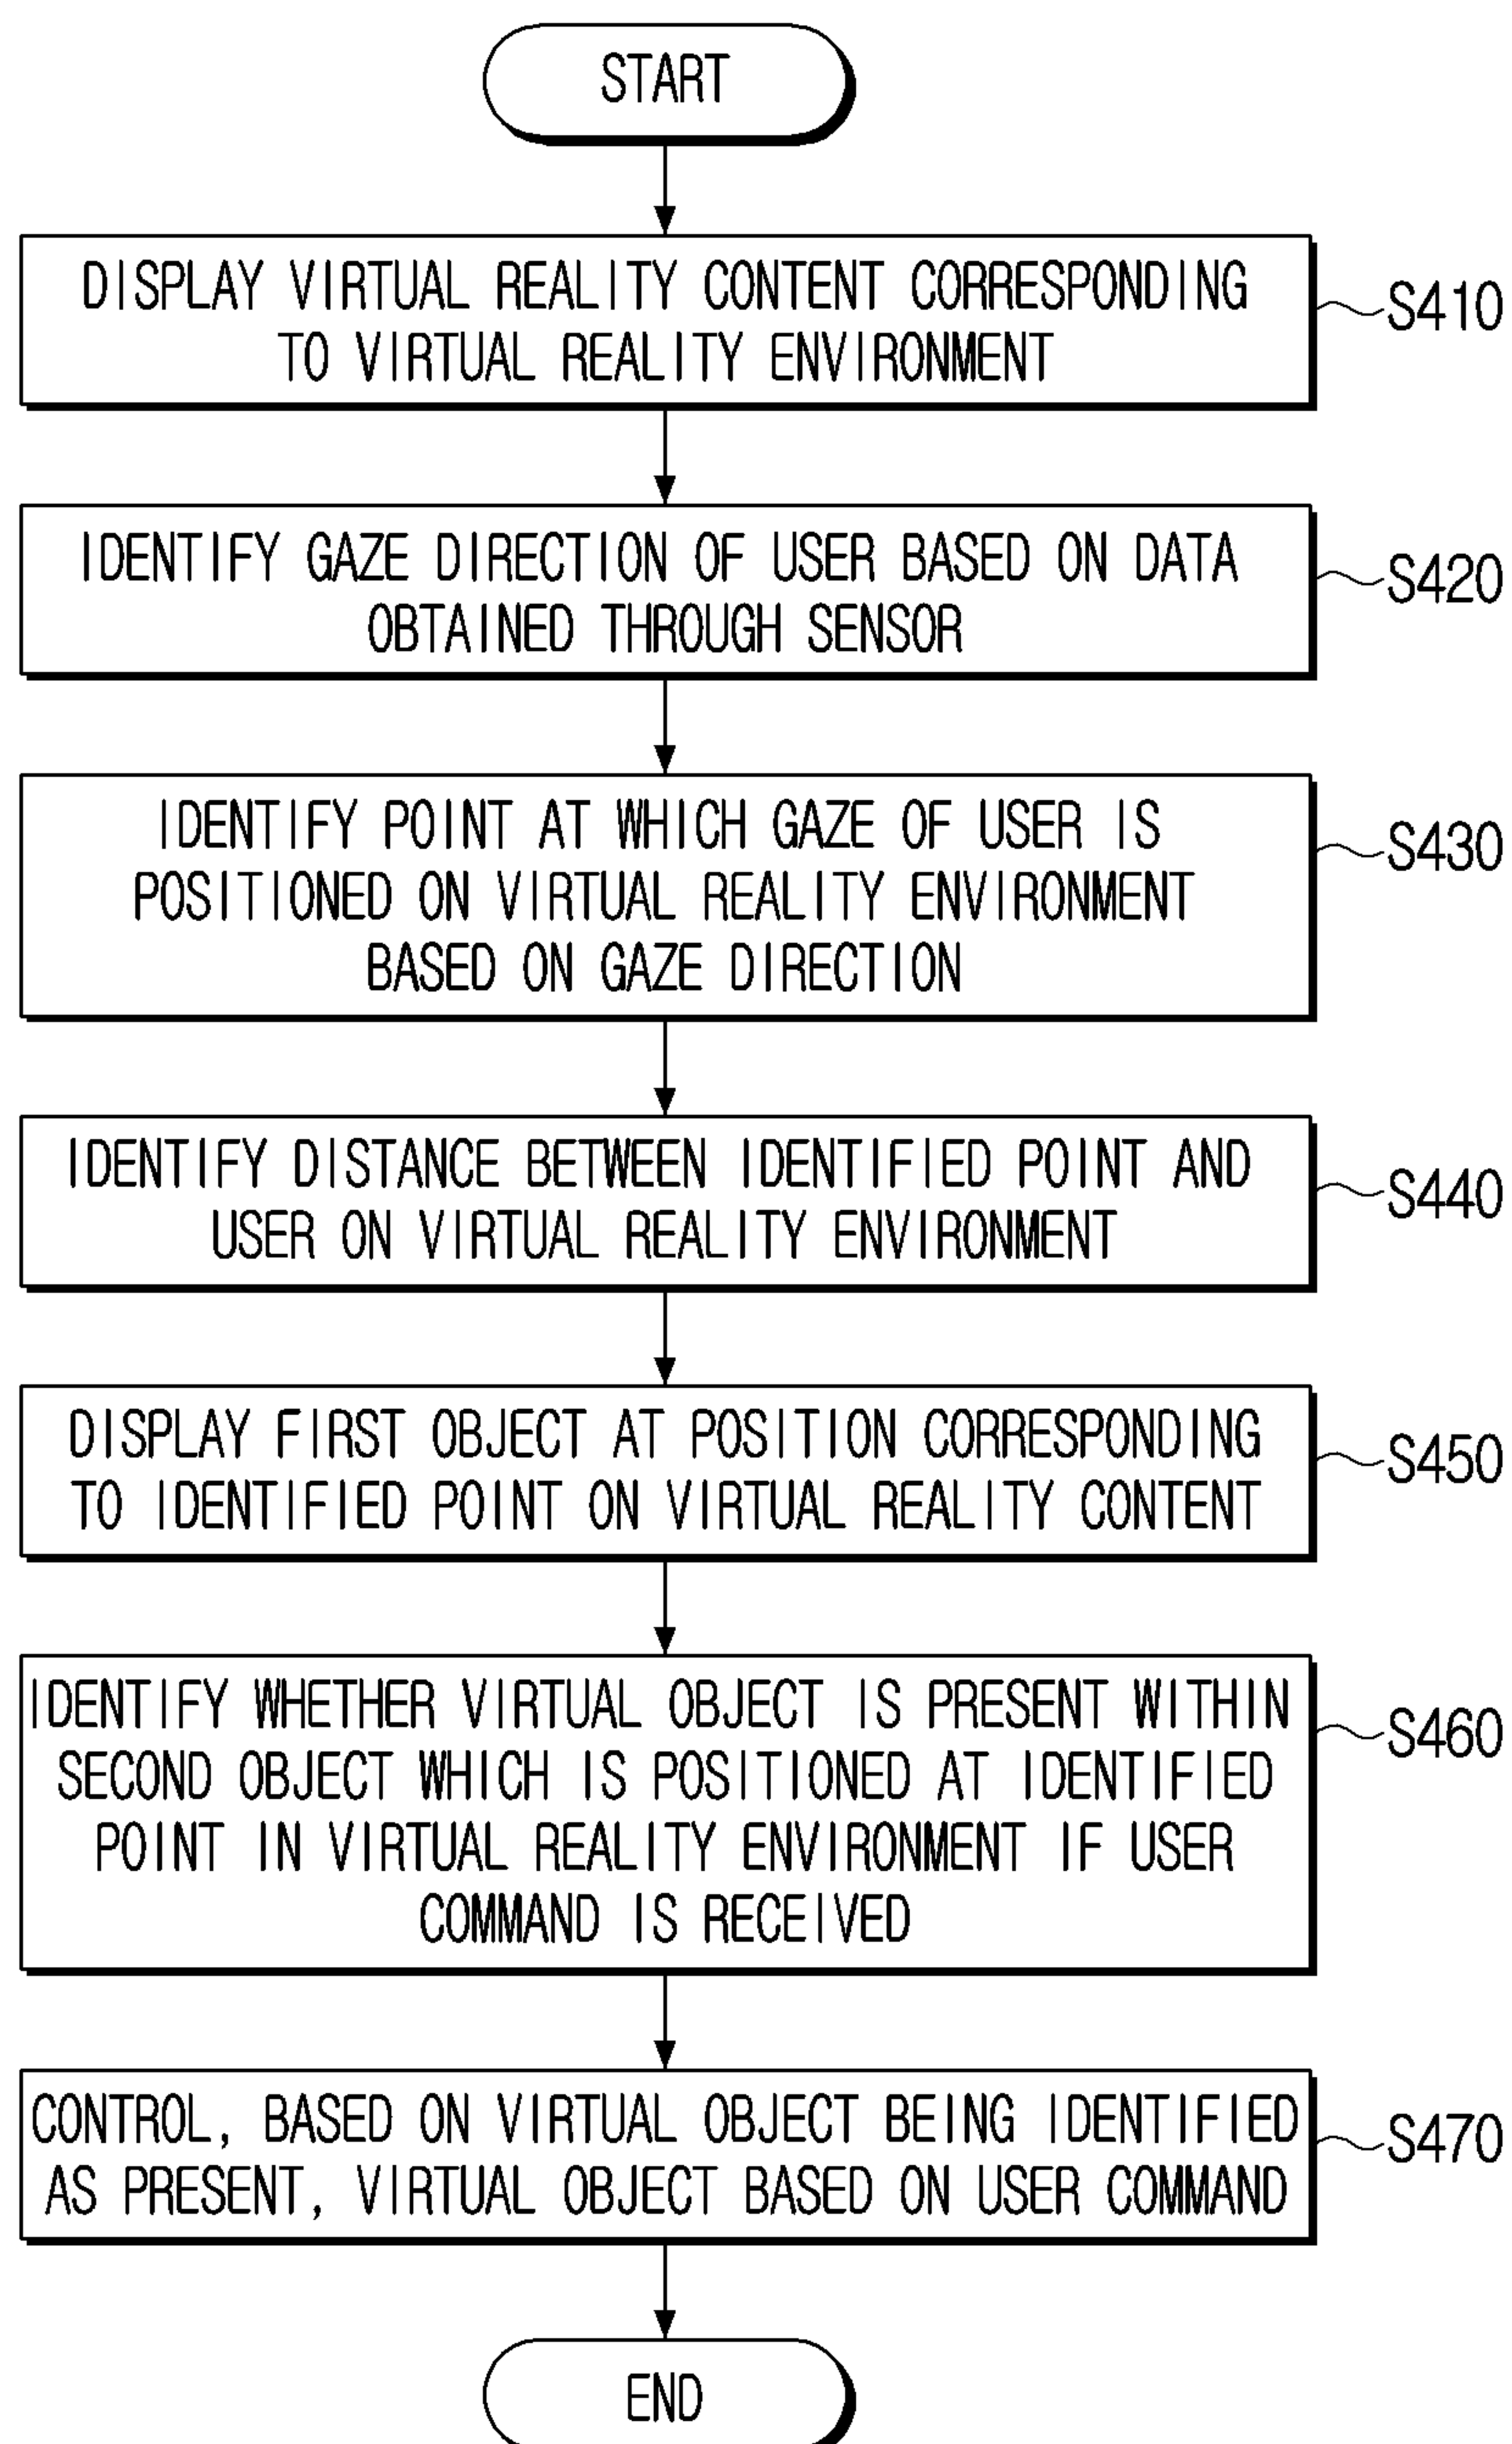 START
DISPLAY VIRTUAL REALITY CONTENT CORRESPONDING
TO VIRTUAL REALITY ENVIRONMENT
S410
IDENTIFY GAZE DIRECTION OF USER BASED ON DATA
OBTAINED THROUGH SENSOR
S420
IDENTIFY POINT AT WHICH GAZE OF USER IS
POSITIONED ON VIRTUAL REALITY ENVIRONMENT
BASED ON GAZE DIRECTION
S430
IDENTIFY DISTANCE BETWEEN IDENTIFIED POINT AND
USER ON VIRTUAL REALITY ENVIRONMENT
S440
DISPLAY FIRST OBJECT AT POSITION CORRESPONDING
TO IDENTIFIED POINT ON VIRTUAL REALITY CONTENT
S450
IDENTIFY WHETHER VIRTUAL OBJECT IS PRESENT WITHIN
SECOND OBJECT WHICH IS POSITIONED AT IDENTIFIED
POINT IN VIRTUAL REALITY ENVIRONMENT IF USER
COMMAND IS RECEIVED
S460
CONTROL, BASED ON VIRTUAL OBJECT BEING IDENTIFIED
AS PRESENT, VIRTUAL OBJECT BASED ON USER COMMAND
S470
END